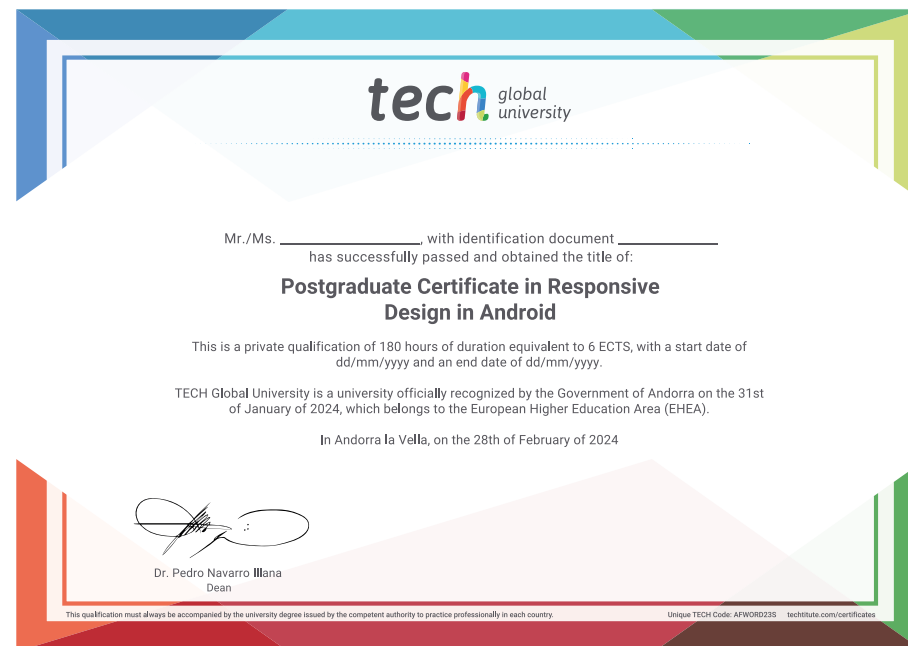 tech global
university
Mr./Ms. ____________________, with identification document ______________
has successfully passed and obtained the title of:
Postgraduate Certificate in Responsive
Design in Android
This is a private qualification of 180 hours of duration equivalent to 6 ECTS, with a start date of
dd/mm/yyyy and an end date of dd/mm/yyyy.
TECH Global University is a university officially recognized by the Government of Andorra on the 31st
of January of 2024, which belongs to the European Higher Education Area (EHEA).
In Andorra la Vella, on the 28th of February of 2024
Dr. Pedro Navarro Illana
Dean
This qualification must always be accompanied by the university degree issued by the competent authority to practice professionally in each country. Unique TECH Code: AFWORD23S techtitute.com/certificates